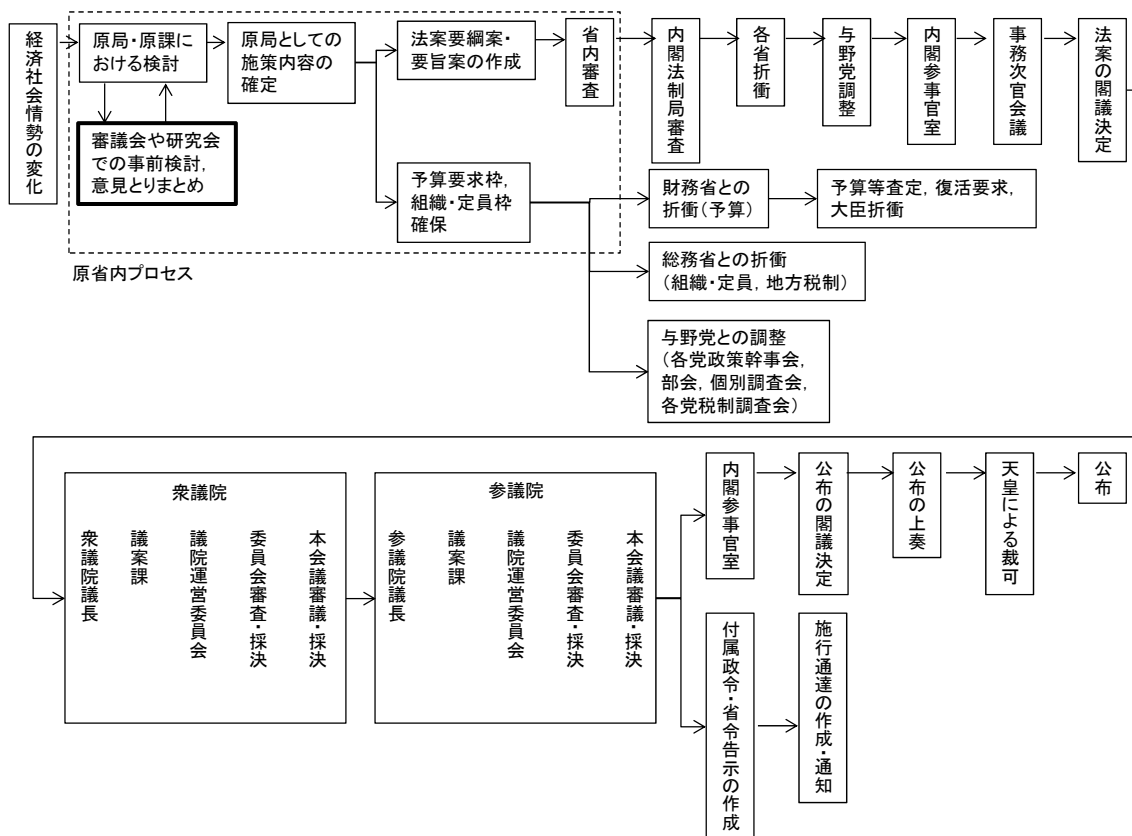 経済社会情勢の変化
原局・原課に
おける検討
審議会や研究会
での事前検討，
意見とりまとめ
原局としての
施策内容の
確定
法案要綱案・
要旨案の作成
省内審査
予算要求枠，
組織・定員枠
確保
原省内プロセス
内閣法制局審査
各省折衝
与野党調整
内閣参事官室
事務次官会議
法案の閣議決定
財務省との
折衝（予算）
予算等査定，復活要求，
大臣折衝
総務省との折衝
（組織・定員，地方税制）
与野党との調整
（各党政策幹事会，
部会，個別調査会，
各党税制調査会）
衆議院
衆議院議長
議案課
議院運営委員会
委員会審査・採決
本会議審議・採決
参議院
参議院議長
議案課
議院運営委員会
委員会審査・採決
本会議審議・採決
内閣参事官室
公布の閣議決定
公布の上奏
天皇による裁可
公布
付属政令・省令告示の作成
施行通達の作成・通知